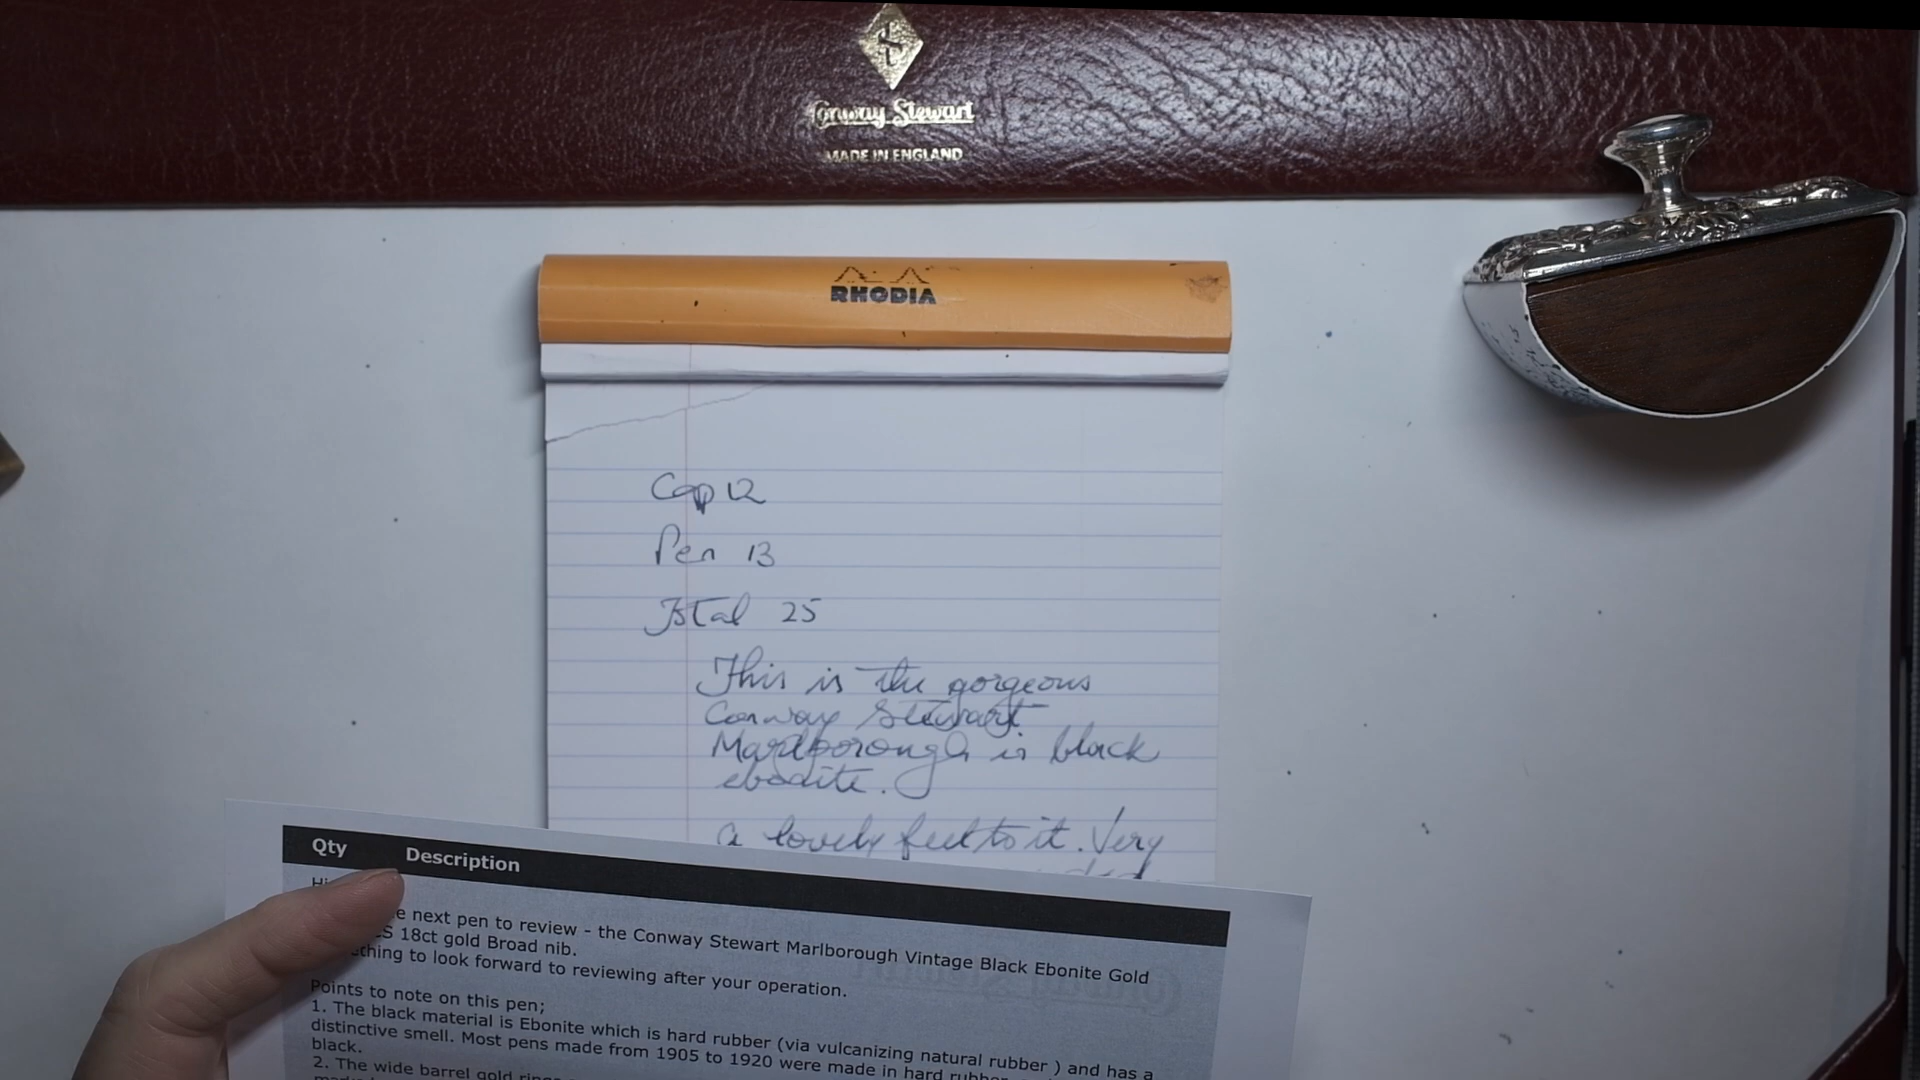 Conway Stewart
MADE IN ENGLAND
RHODIA
Cap 12
Pen 13
Total 25
This is the gorgeous
Conway Stewart
Marlborough in black
ebonite.
a lovely feel to it. Very
Qty Description
next pen to review - the Conway Stewart Marlborough Vintage Black Ebonite Gold
18ct gold Broad nib.
to look forward to reviewing after your operation.
Points to note on this pen;
1. The black material is Ebonite which is hard rubber (via vulcanizing natural rubber ) and has a
distinctive smell. Most pens made from 1905 to 1920 were made in hard rubber
black.
2. The wide barrel gold rings